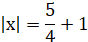 |x| = 5/4 + 1